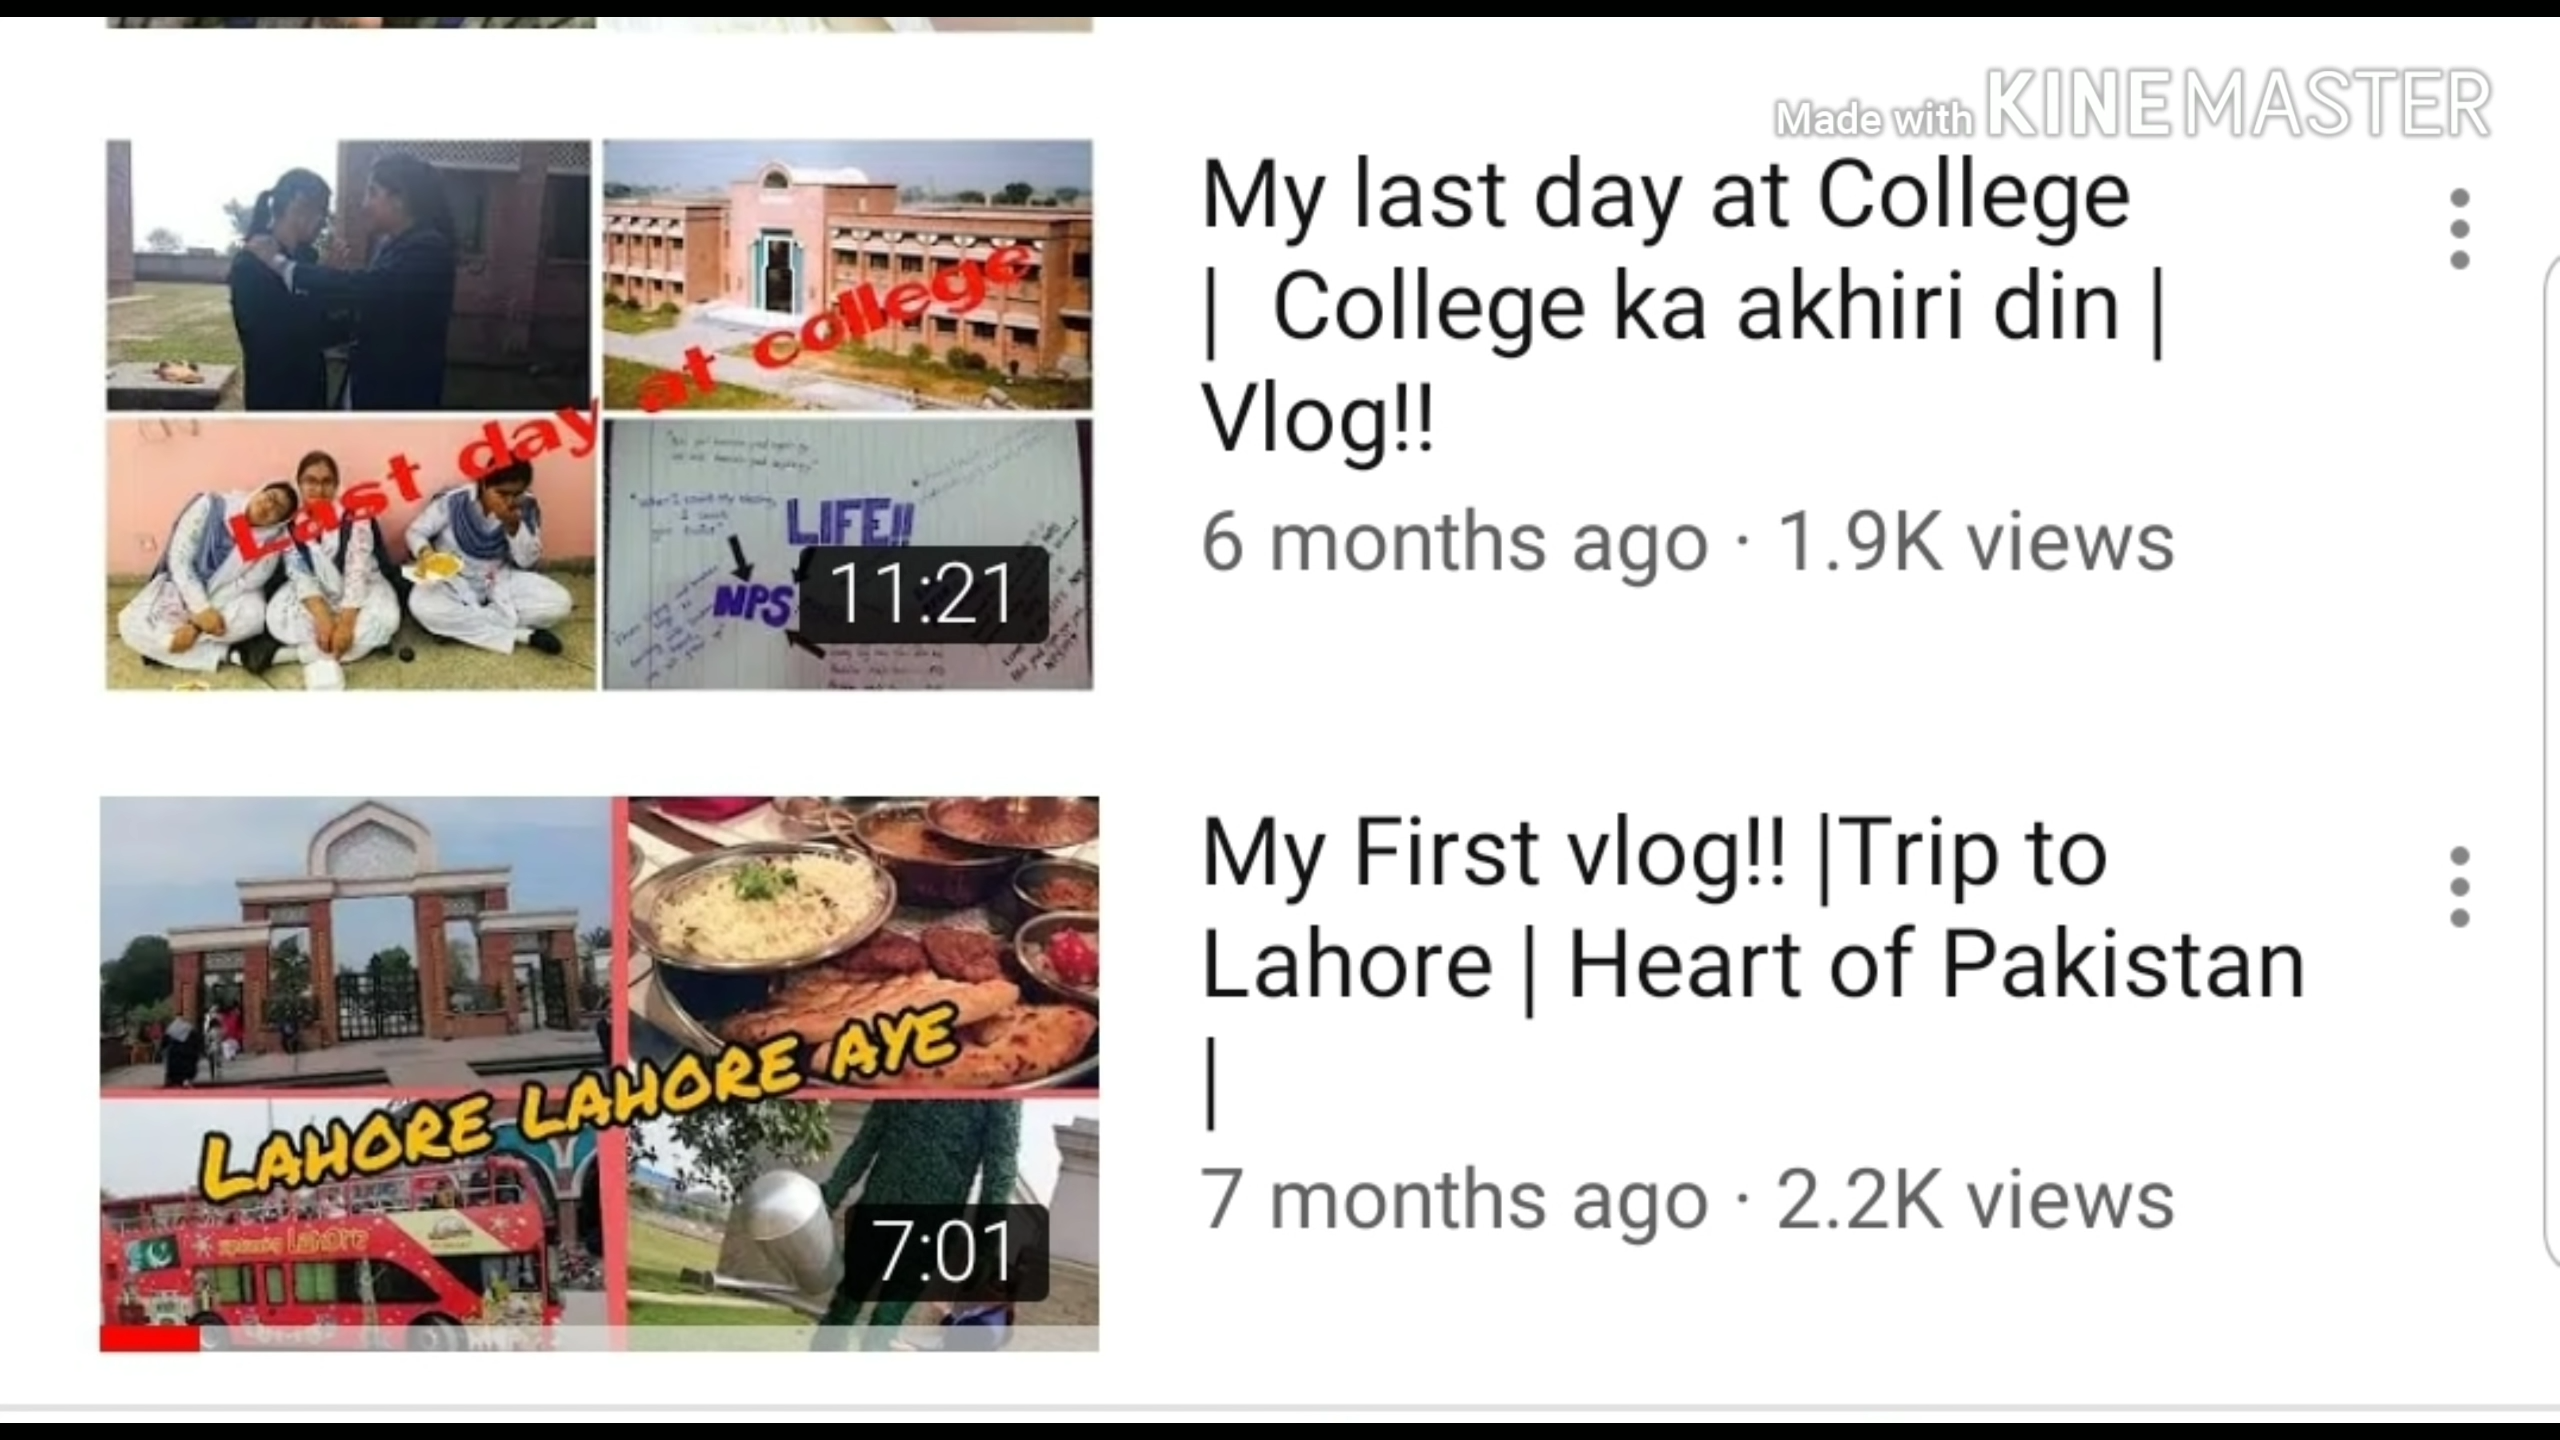 Made with KINEMASTER
My last day at College
| College ka akhiri din |
Vlog!!
6 months ago · 1.9K views
Last day at college
LIFE!!
NPS
11:21
My First vlog!! |Trip to
Lahore | Heart of Pakistan
|
7 months ago · 2.2K views
LAHORE LAHORE AYE
Lahore
7:01